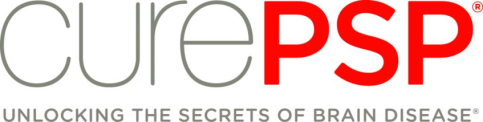 curePSP®
UNLOCKING THE SECRETS OF BRAIN DISEASE®